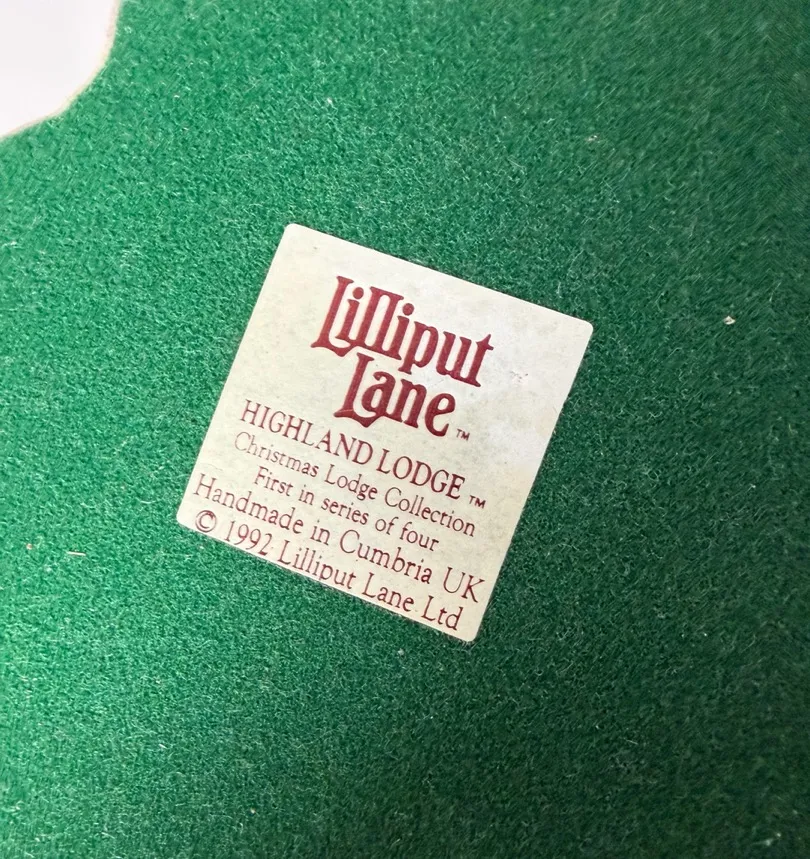 Lilliput
Lane™
HIGHLAND LODGE™
Christmas Lodge Collection
First in series of four
Handmade in Cumbria UK
© 1992 Lilliput Lane Ltd